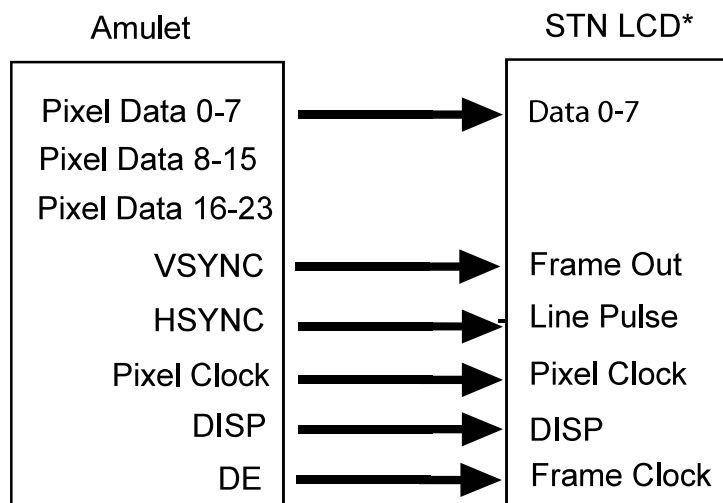 Amulet
STN LCD*
Pixel Data 0-7
Data 0-7
Pixel Data 8-15
Pixel Data 16-23
VSYNC
Frame Out
HSYNC
Line Pulse
Pixel Clock
Pixel Clock
DISP
DISP
DE
Frame Clock